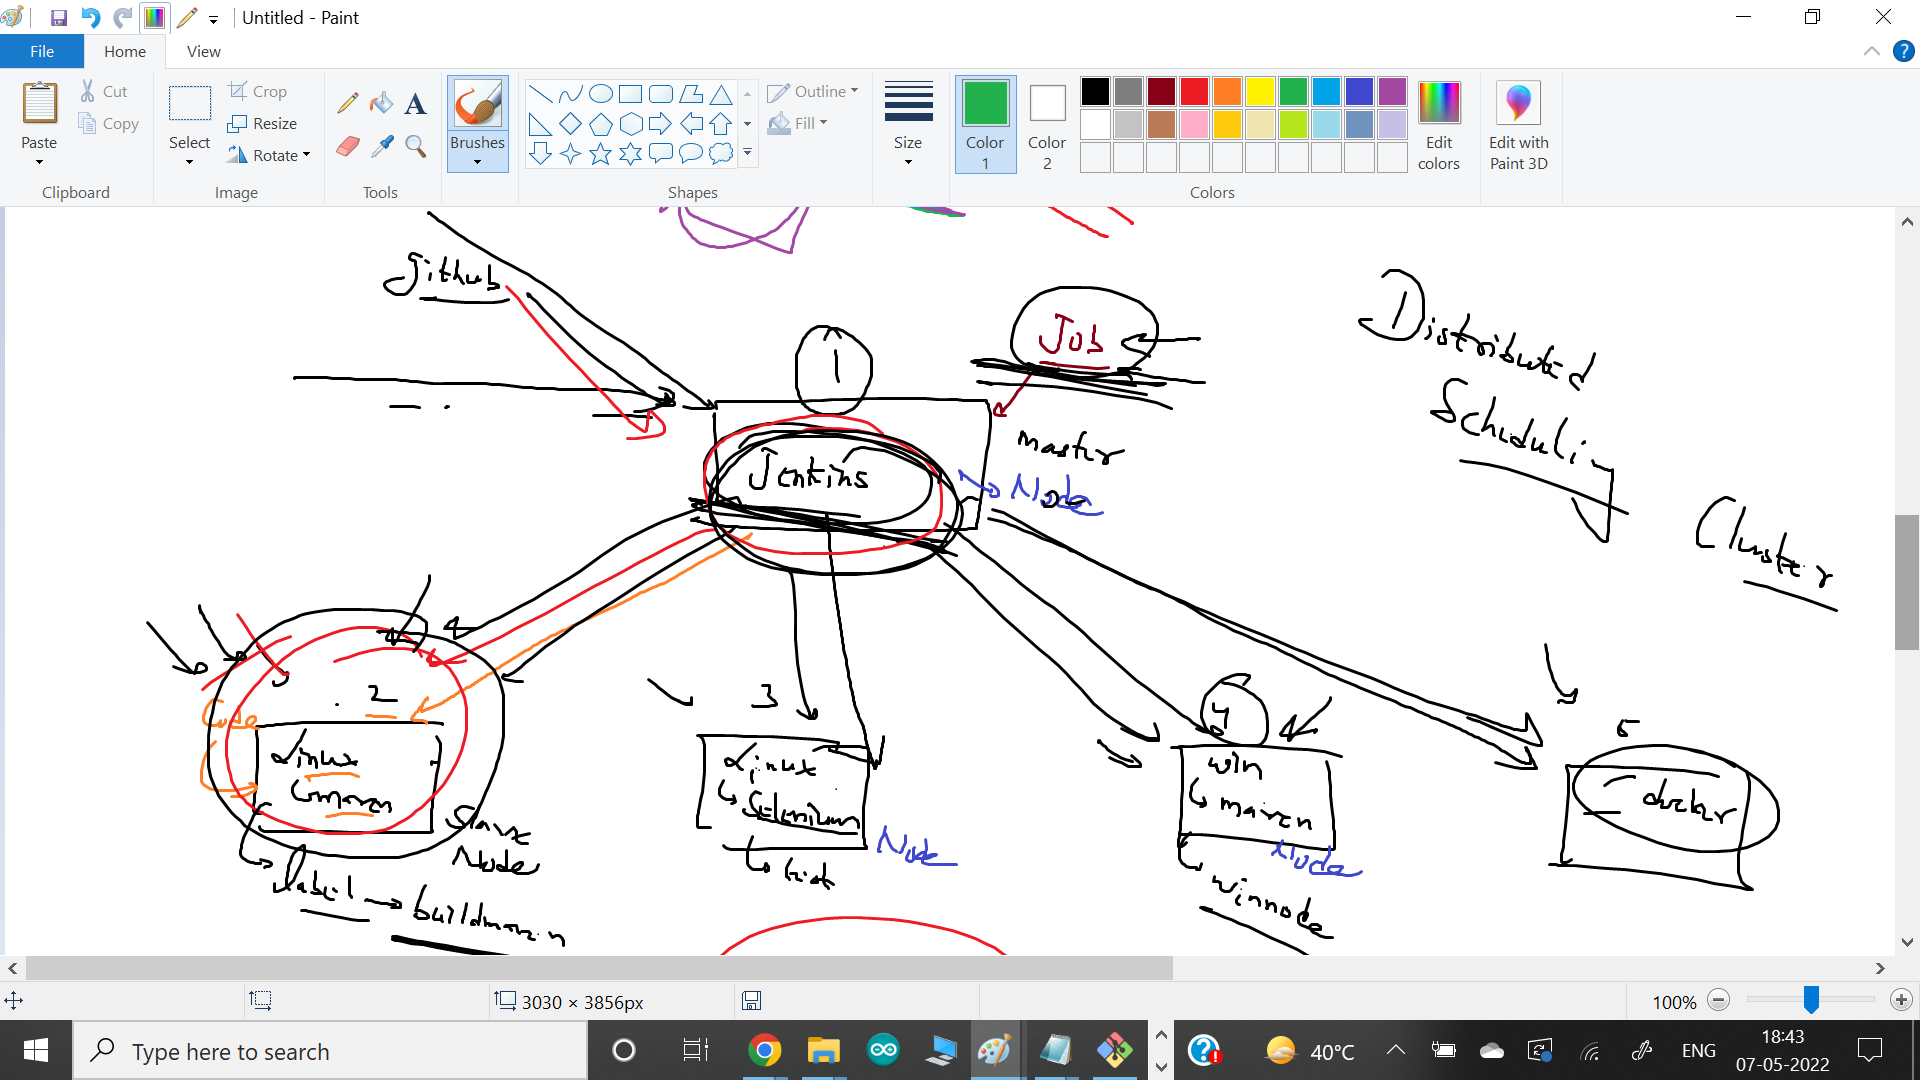 Untitled - Paint
File
Home
View
Paste
Cut
Copy
Clipboard
Select
Crop
Resize
Rotate
Image
Tools
Brushes
Shapes
Outline
Fill
Size
Color 1
Color 2
Colors
Edit colors
Edit with Paint 3D
github
Job
1
Distributed
Jenkins
master
Node
Cluster
2
3
4
5
Code
Linux
maven
Slave
Node
Linux
Selenium
Node
win
maven
Node
docker
label
winnode
3030 × 3856px
100%
Type here to search
40°C
ENG
18:43
07-05-2022